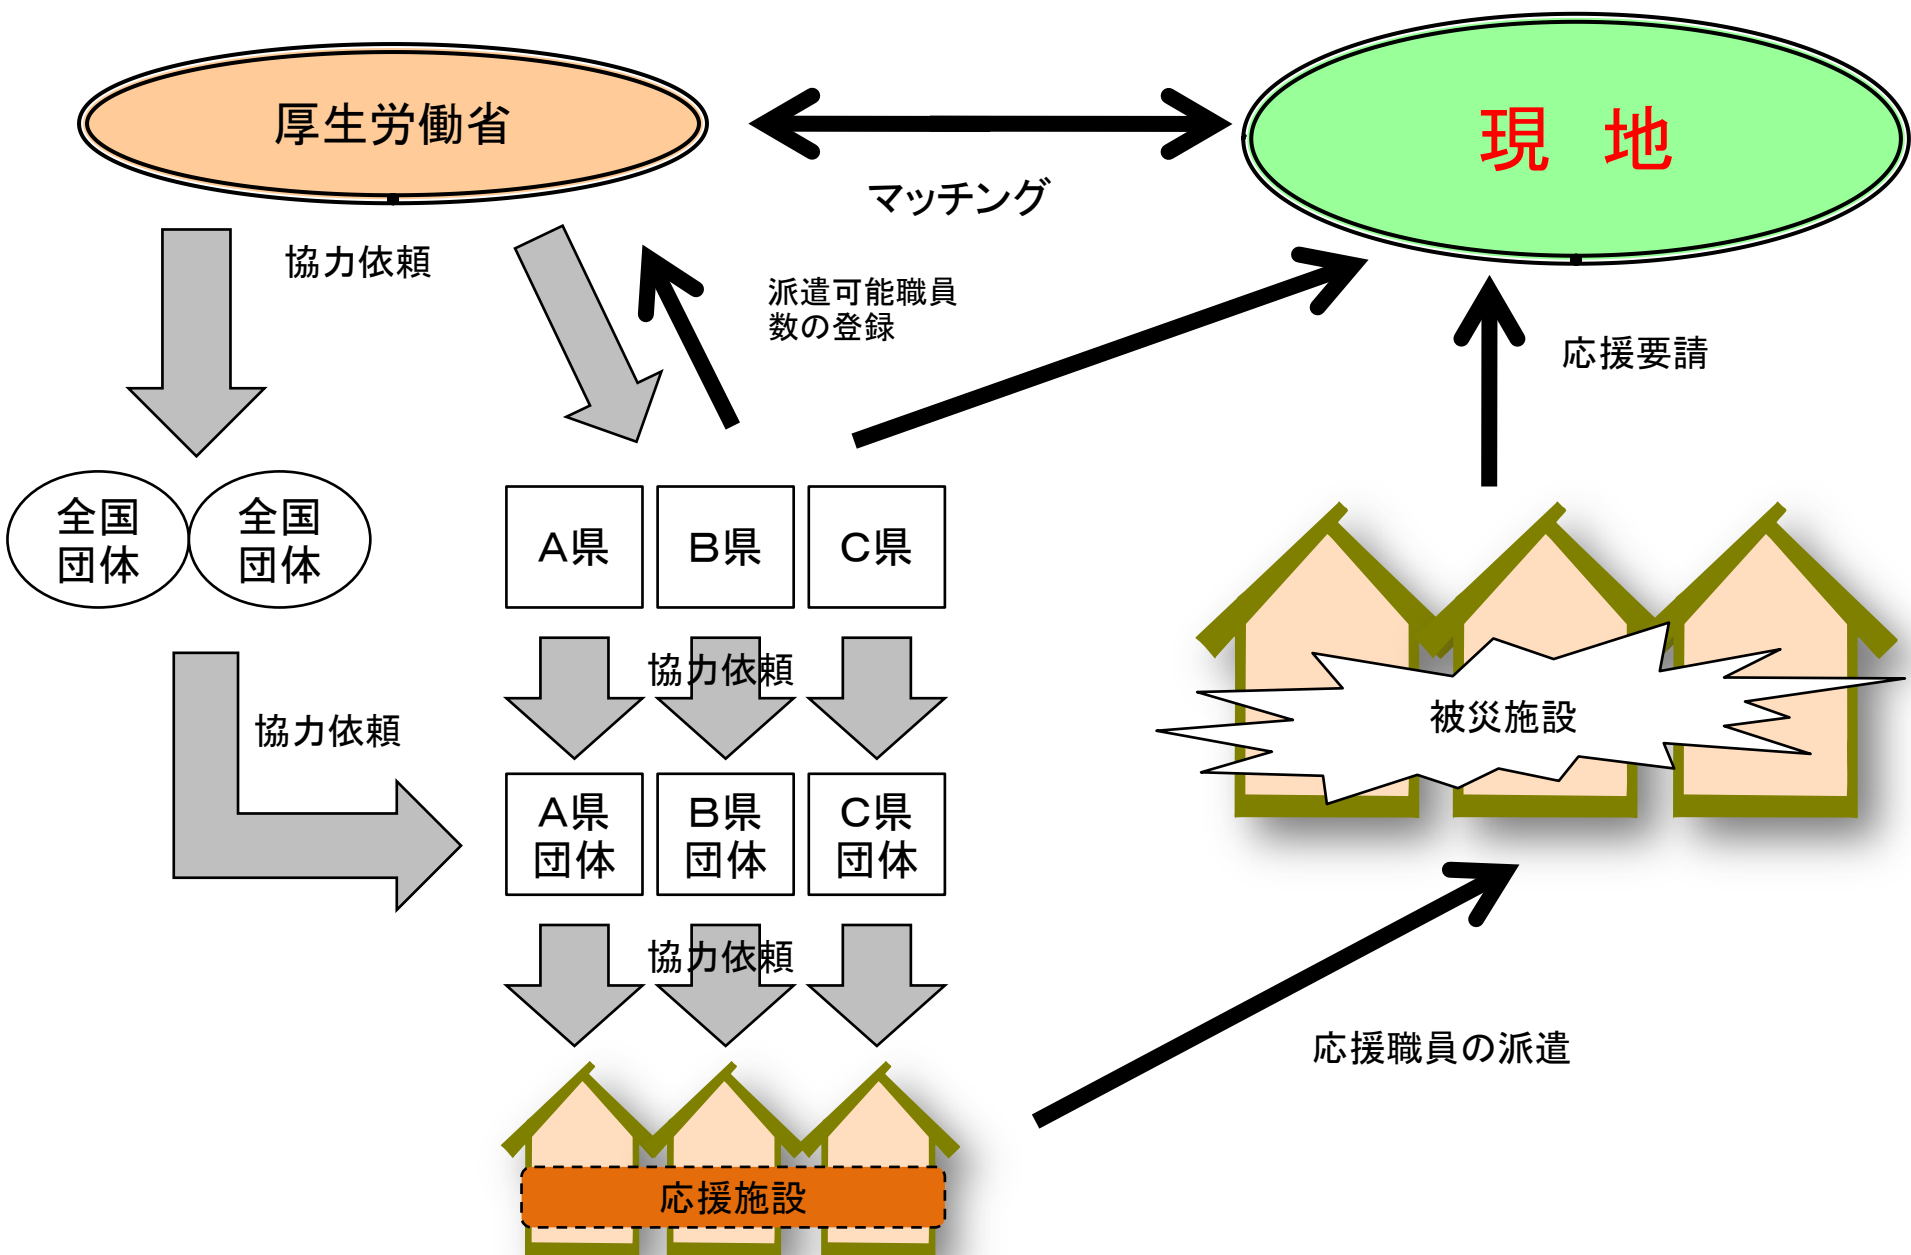 厚生労働省
現　地
マッチング
協力依頼
派遣可能職員
数の登録
応援要請
全国
団体
全国
団体
A県
B県
C県
協力依頼
協力依頼
被災施設
A県
団体
B県
団体
C県
団体
協力依頼
応援職員の派遣
応援施設